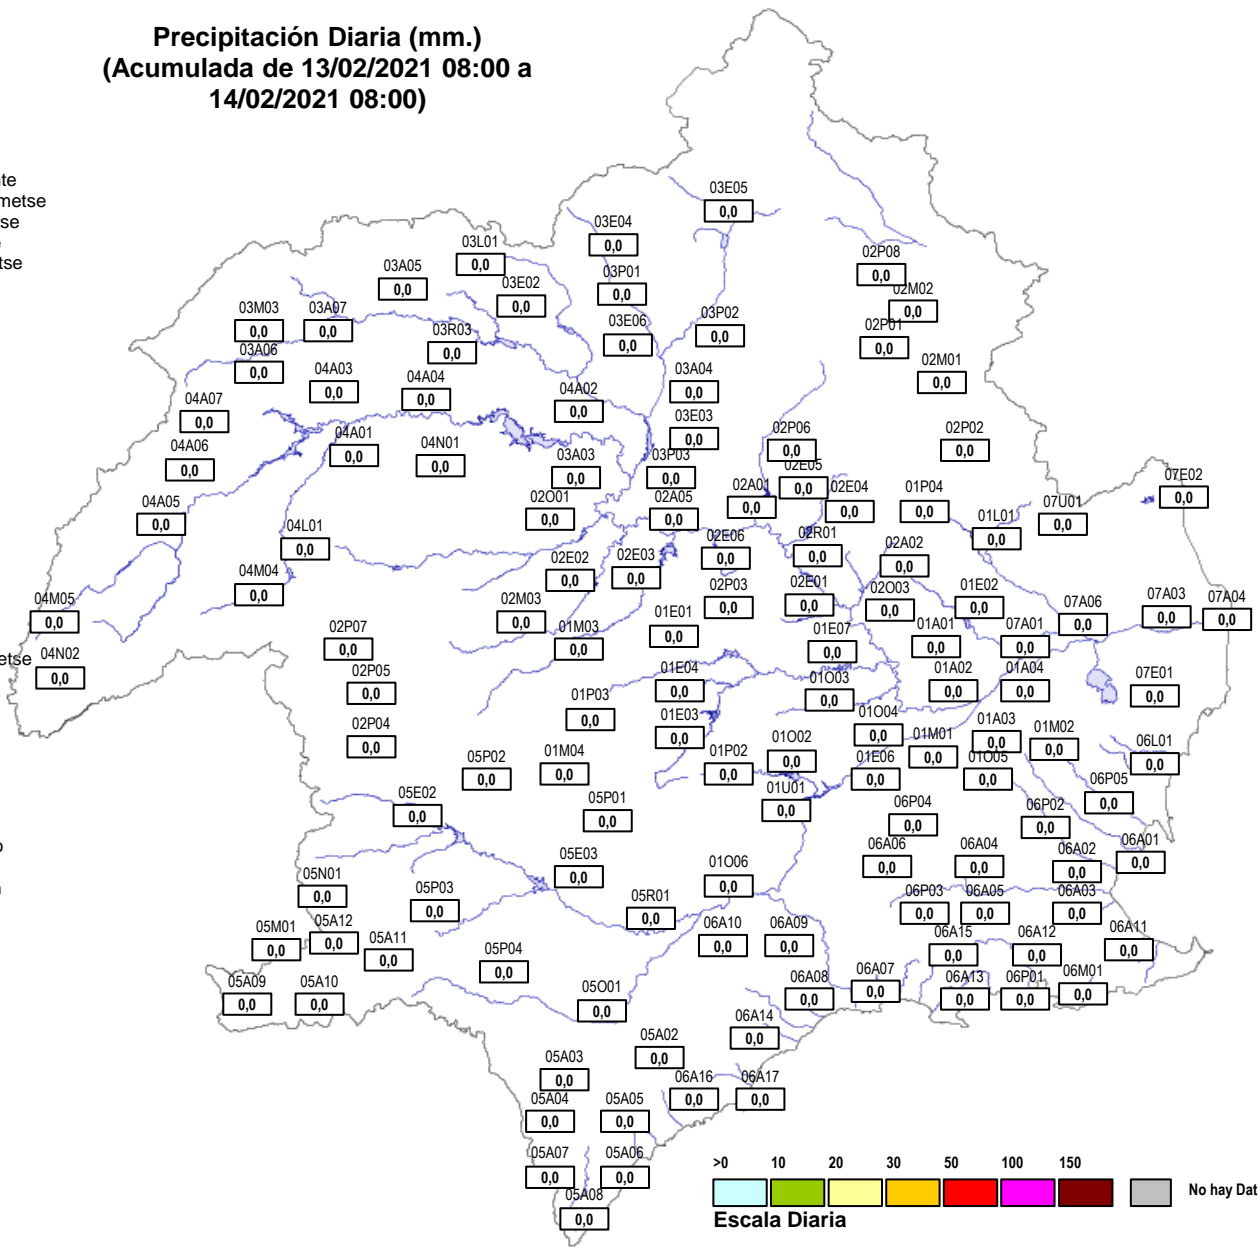 Precipitación Diaria (mm.)
(Acumulada de 13/02/2021 08:00 a
14/02/2021 08:00)
03E05
0,0
03E04
0,0
03L01
0,0
02P08
0,0
03A05
0,0
03P01
0,0
03E02
0,0
02M02
0,0
03M03
0,0
03A07
0,0
03P02
0,0
03E06
0,0
03R03
0,0
02P01
0,0
03A06
0,0
02M01
0,0
04A03
0,0
04A04
0,0
03A04
0,0
04A02
0,0
04A07
0,0
03E03
0,0
04A01
0,0
02P06
0,0
02P02
0,0
04A06
0,0
04N01
0,0
03A03
0,0
03P03
0,0
02E05
0,0
07E02
0,0
02A01
0,0
02E04
0,0
01P04
0,0
04A05
0,0
02O01
0,0
02A05
0,0
07U01
0,0
01L01
0,0
04L01
0,0
02E06
0,0
02R01
0,0
02A02
0,0
02E02
0,0
02E03
0,0
04M04
0,0
02P03
0,0
02E01
0,0
02O03
0,0
01E02
0,0
04M05
0,0
02M03
0,0
07A06
0,0
07A03
0,0
07A04
0,0
01E01
0,0
02P07
0,0
01M03
0,0
01E07
0,0
01A01
0,0
07A01
0,0
04N02
0,0
02P05
0,0
01E04
0,0
01O03
0,0
01A02
0,0
01A04
0,0
07E01
0,0
01P03
0,0
01E03
0,0
01O04
0,0
01A03
0,0
01M02
0,0
02P04
0,0
01M01
0,0
06L01
0,0
05P02
0,0
01M04
0,0
01P02
0,0
01O02
0,0
01E06
0,0
01O05
0,0
05E02
0,0
05P01
0,0
01U01
0,0
06P04
0,0
06P02
0,0
06P05
0,0
05E03
0,0
01O06
0,0
06A06
0,0
06A04
0,0
06A02
0,0
06A01
0,0
05N01
0,0
05P03
0,0
05R01
0,0
06P03
0,0
06A05
0,0
06A03
0,0
05M01
0,0
05A12
0,0
05A11
0,0
06A10
0,0
06A09
0,0
06A15
0,0
06A12
0,0
06A11
0,0
05P04
0,0
05A09
0,0
05A10
0,0
05O01
0,0
06A08
0,0
06A07
0,0
06A13
0,0
06P01
0,0
06M01
0,0
06A14
0,0
05A02
0,0
05A03
0,0
06A16
0,0
06A17
0,0
05A04
0,0
05A05
0,0
05A07
0,0
05A06
0,0
05A08
0,0
te
metse
se
tse
etse
>0 10 20 30 50 100 150
No hay Dat
Escala Diaria